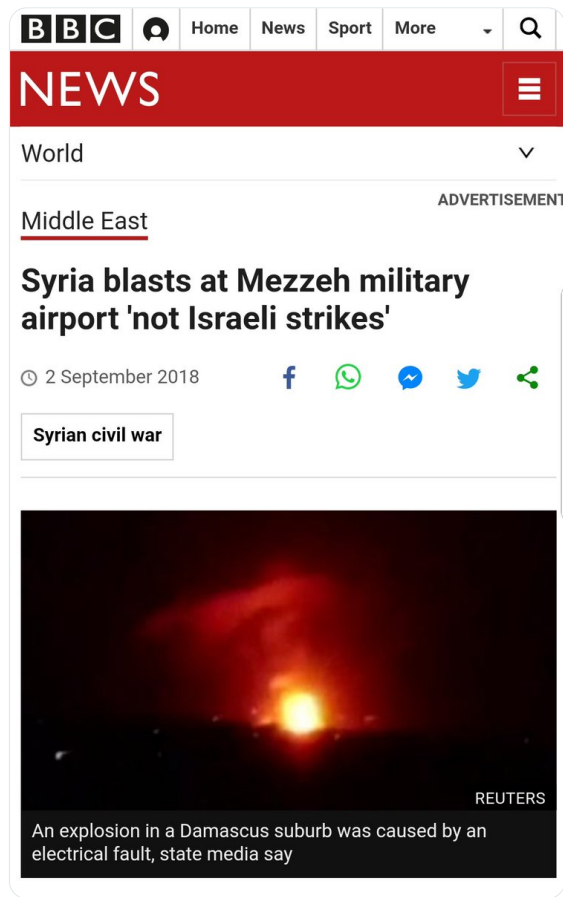 BBC Home News Sport More
NEWS
World
ADVERTISEMENT
Middle East
Syria blasts at Mezzeh military
airport 'not Israeli strikes'
2 September 2018
Syrian civil war
REUTERS
An explosion in a Damascus suburb was caused by an
electrical fault, state media say